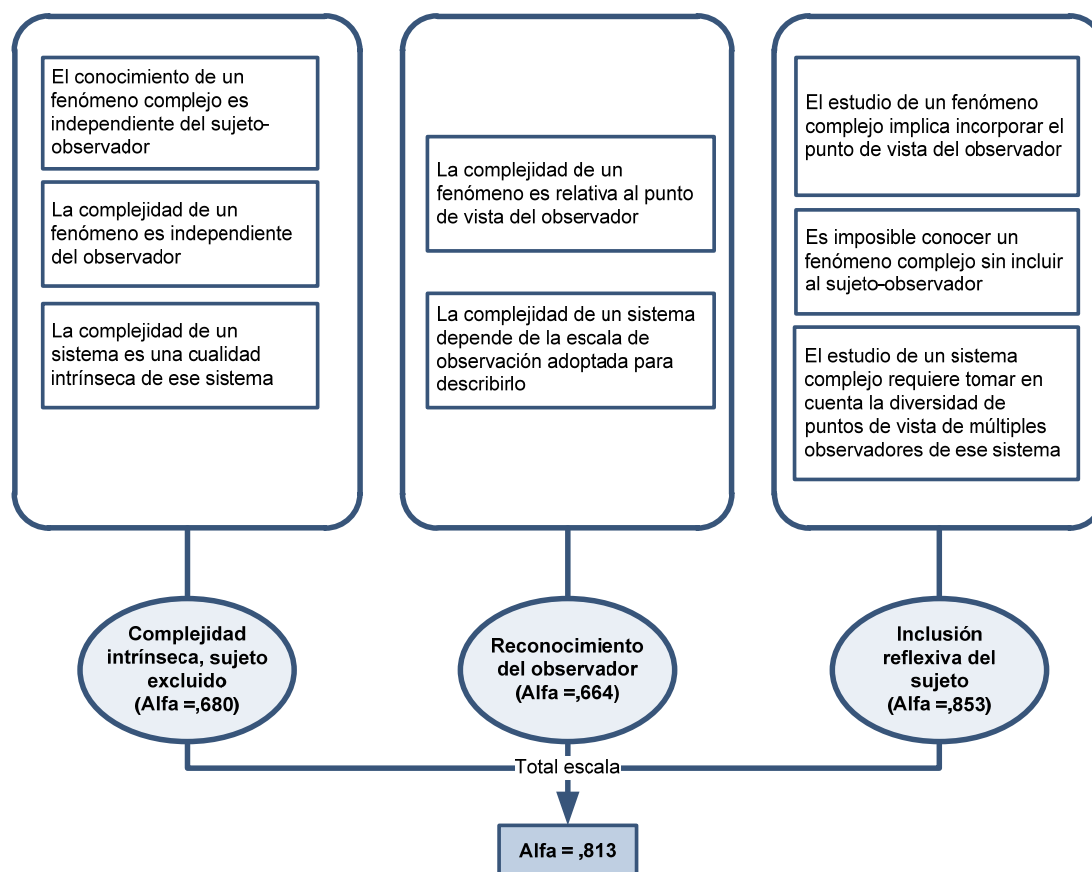 El conocimiento de un
fenómeno complejo es
independiente del sujeto-
observador
La complejidad de un
fenómeno es independiente
del observador
La complejidad de un
sistema es una cualidad
intrínseca de ese sistema
Complejidad
intrínseca, sujeto
excluido
(Alfa =,680)
La complejidad de un
fenómeno es relativa al punto
de vista del observador
La complejidad de un sistema
depende de la escala de
observación adoptada para
describirlo
Reconocimiento
del observador
(Alfa =,664)
El estudio de un fenómeno
complejo implica incorporar el
punto de vista del observador
Es imposible conocer un
fenómeno complejo sin incluir
al sujeto-observador
El estudio de un sistema
complejo requiere tomar en
cuenta la diversidad de
puntos de vista de múltiples
observadores de ese sistema
Inclusión
reflexiva del
sujeto
(Alfa =,853)
Total escala
Alfa = ,813